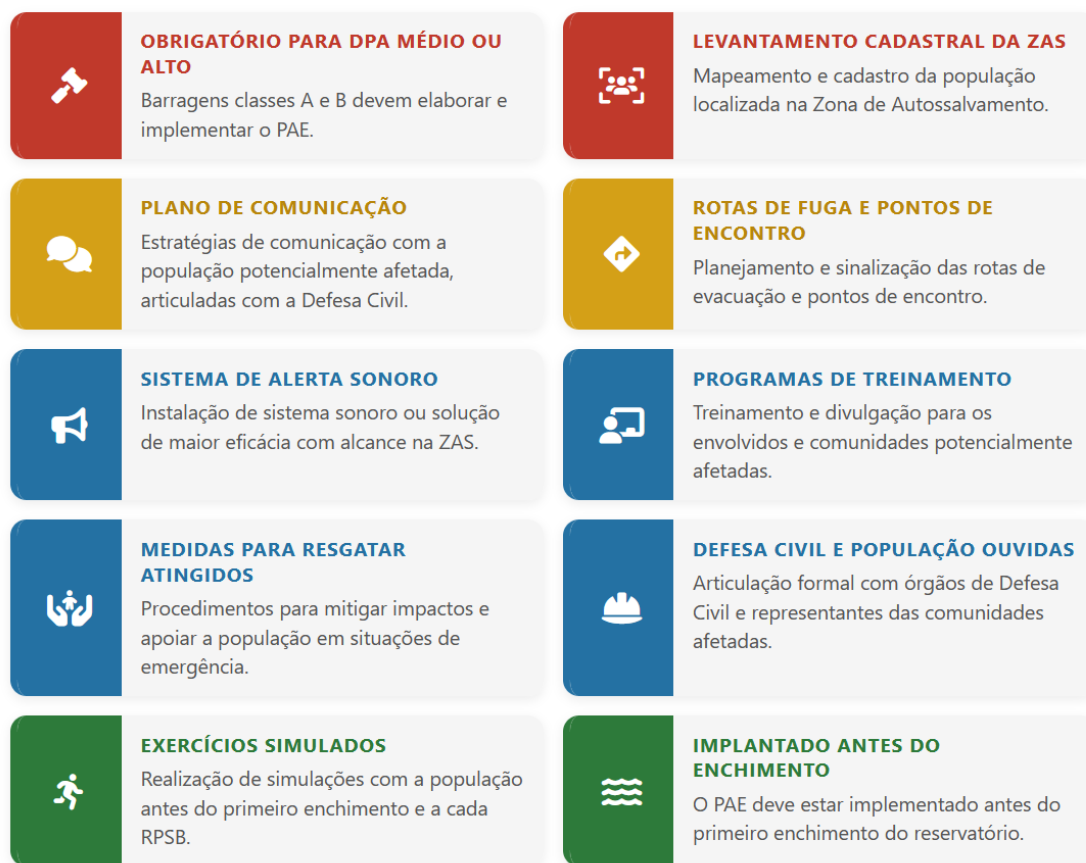 OBRIGATÓRIO PARA DPA MÉDIO OU
ALTO
Barragens classes A e B devem elaborar e
implementar o PAE.
LEVANTAMENTO CADASTRAL DA ZAS
Mapeamento e cadastro da população
localizada na Zona de Autossalvamento.
PLANO DE COMUNICAÇÃO
Estratégias de comunicação com a
população potencialmente afetada,
articuladas com a Defesa Civil.
ROTAS DE FUGA E PONTOS DE
ENCONTRO
Planejamento e sinalização das rotas de
evacuação e pontos de encontro.
SISTEMA DE ALERTA SONORO
Instalação de sistema sonoro ou solução
de maior eficácia com alcance na ZAS.
PROGRAMAS DE TREINAMENTO
Treinamento e divulgação para os
envolvidos e comunidades potencialmente
afetadas.
MEDIDAS PARA RESGATAR
ATINGIDOS
Procedimentos para mitigar impactos e
apoiar a população em situações de
emergência.
DEFESA CIVIL E POPULAÇÃO OUVIDAS
Articulação formal com órgãos de Defesa
Civil e representantes das comunidades
afetadas.
EXERCÍCIOS SIMULADOS
Realização de simulações com a população
antes do primeiro enchimento e a cada
RPSB.
IMPLANTADO ANTES DO
ENCHIMENTO
O PAE deve estar implementado antes do
primeiro enchimento do reservatório.